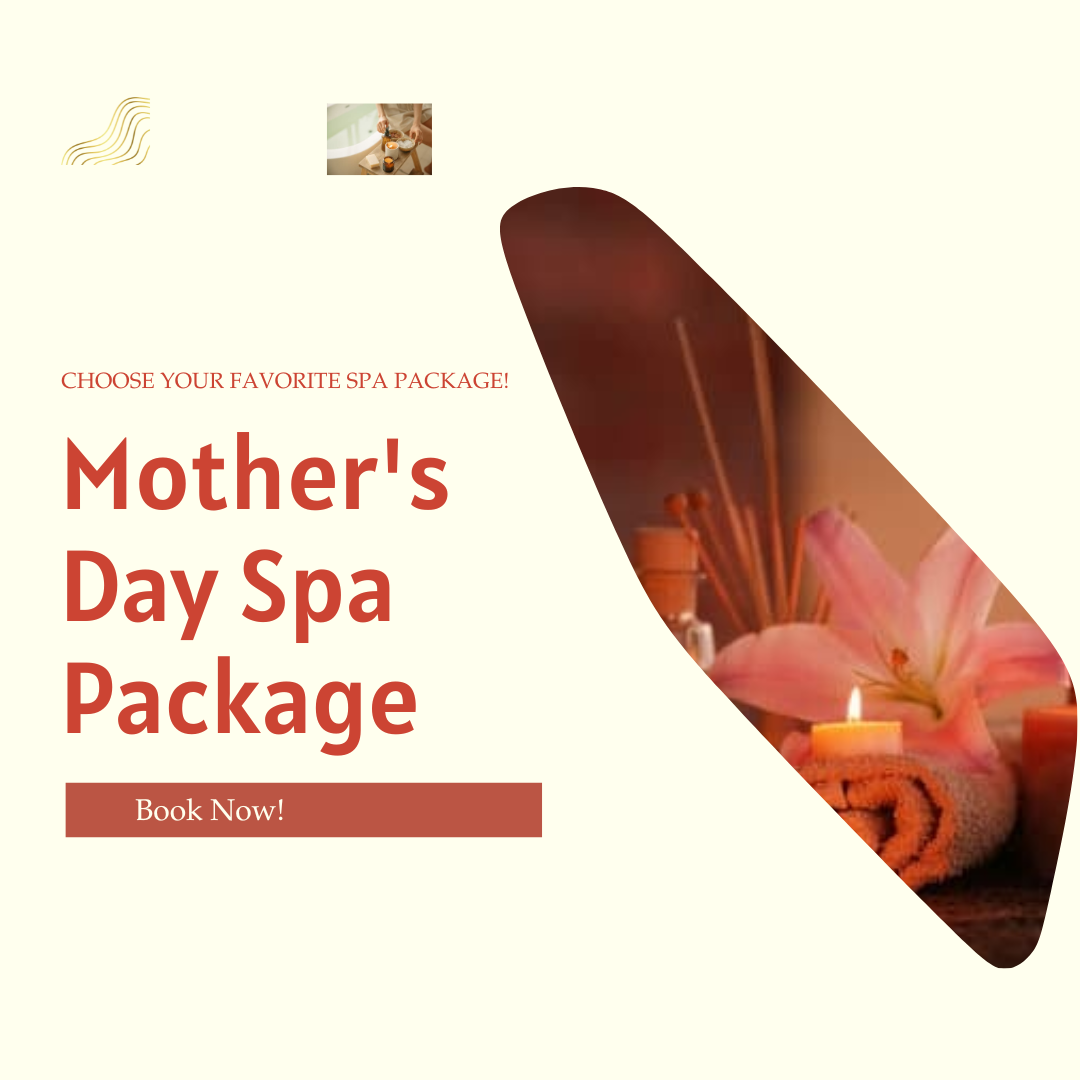 CHOOSE YOUR FAVORITE SPA PACKAGE!
Mother's
Day Spa
Package
Book Now!